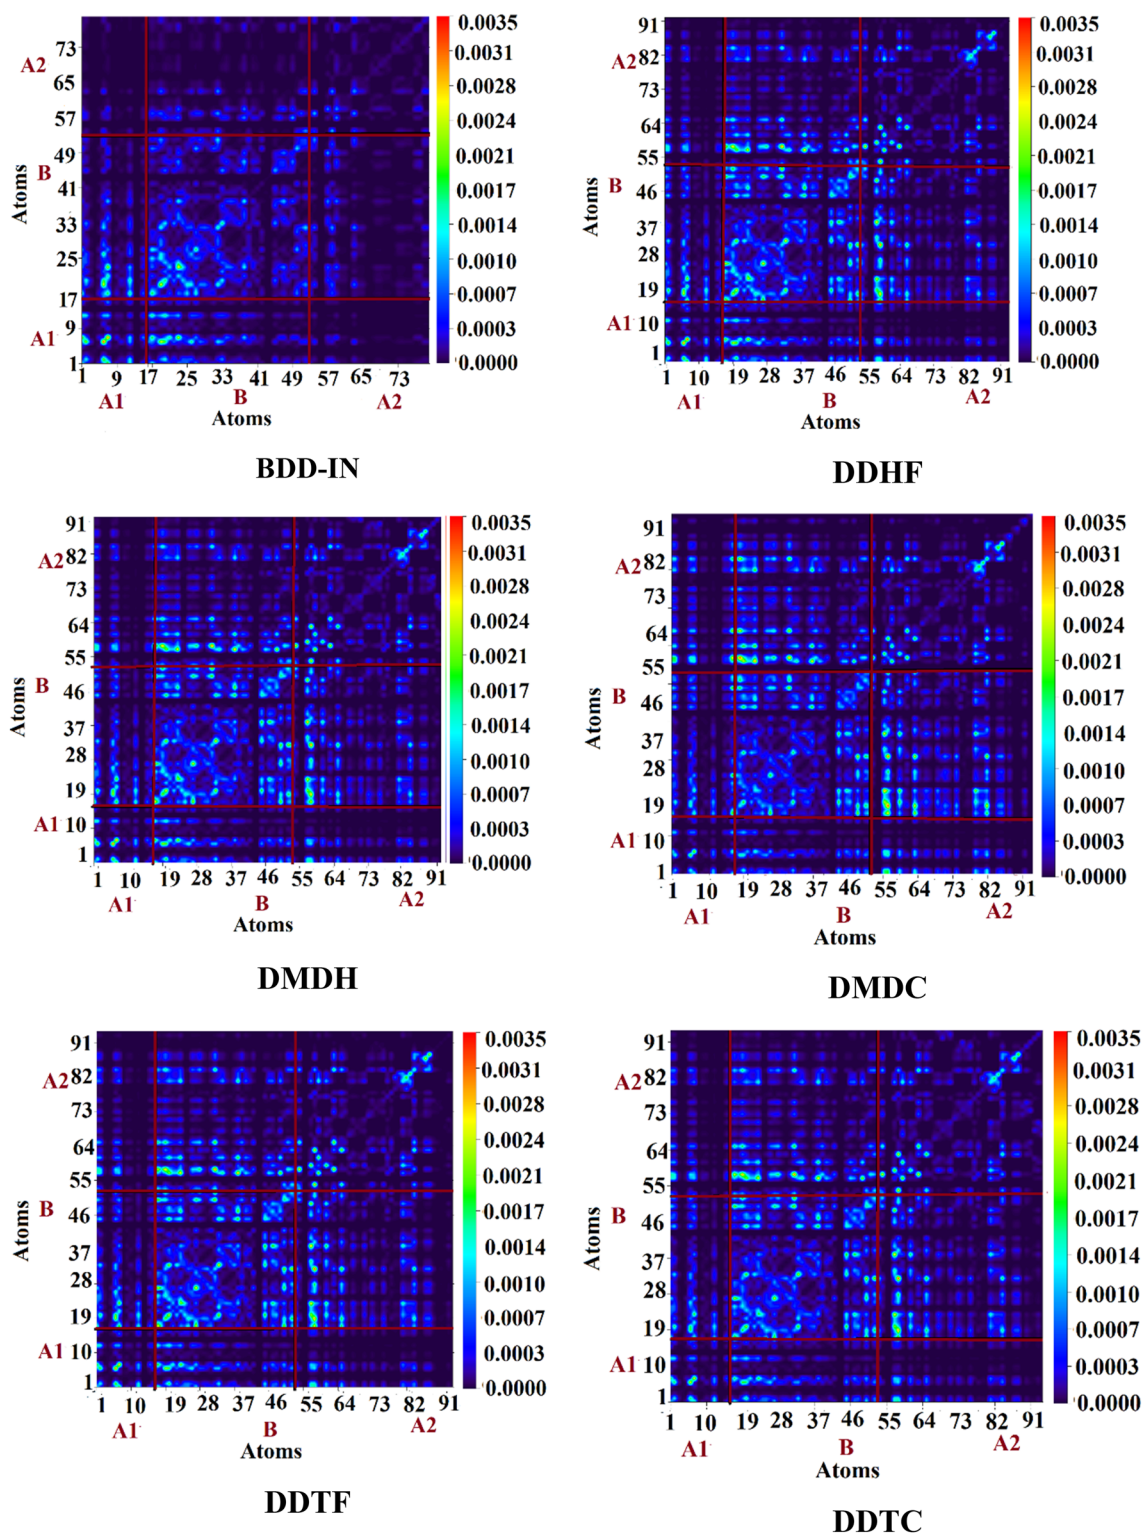 0.0035
0.0031
0.0028
0.0024
0.0021
0.0017
0.0014
0.0010
0.0007
0.0003
0.0000
73
65
57
49
41
33
25
17
9
1
A2
B
A1
Atoms
1 9 17 25 33 41 49 57 65 73
A1 B A2
Atoms
BDD-IN
0.0035
0.0031
0.0028
0.0024
0.0021
0.0017
0.0014
0.0010
0.0007
0.0003
0.0000
91
82
73
64
55
46
37
28
19
10
1
A2
B
A1
Atoms
1 10 19 28 37 46 55 64 73 82 91
A1 B A2
Atoms
DDHF
0.0035
0.0031
0.0028
0.0024
0.0021
0.0017
0.0014
0.0010
0.0007
0.0003
0.0000
91
82
73
64
55
46
37
28
19
10
1
A2
B
A1
Atoms
1 10 19 28 37 46 55 64 73 82 91
A1 B A2
Atoms
DMDH
0.0035
0.0031
0.0028
0.0024
0.0021
0.0017
0.0014
0.0010
0.0007
0.0003
0.0000
91
82
73
64
55
46
37
28
19
10
1
A2
B
A1
Atoms
1 10 19 28 37 46 55 64 73 82 91
A1 B A2
Atoms
DMDC
0.0035
0.0031
0.0028
0.0024
0.0021
0.0017
0.0014
0.0010
0.0007
0.0003
0.0000
91
82
73
64
55
46
37
28
19
10
1
A2
B
A1
Atoms
1 10 19 28 37 46 55 64 73 82 91
A1 B A2
Atoms
DDTF
0.0035
0.0031
0.0028
0.0024
0.0021
0.0017
0.0014
0.0010
0.0007
0.0003
0.0000
91
82
73
64
55
46
37
28
19
10
1
A2
B
A1
Atoms
1 10 19 28 37 46 55 64 73 82 91
A1 B A2
Atoms
DDTC